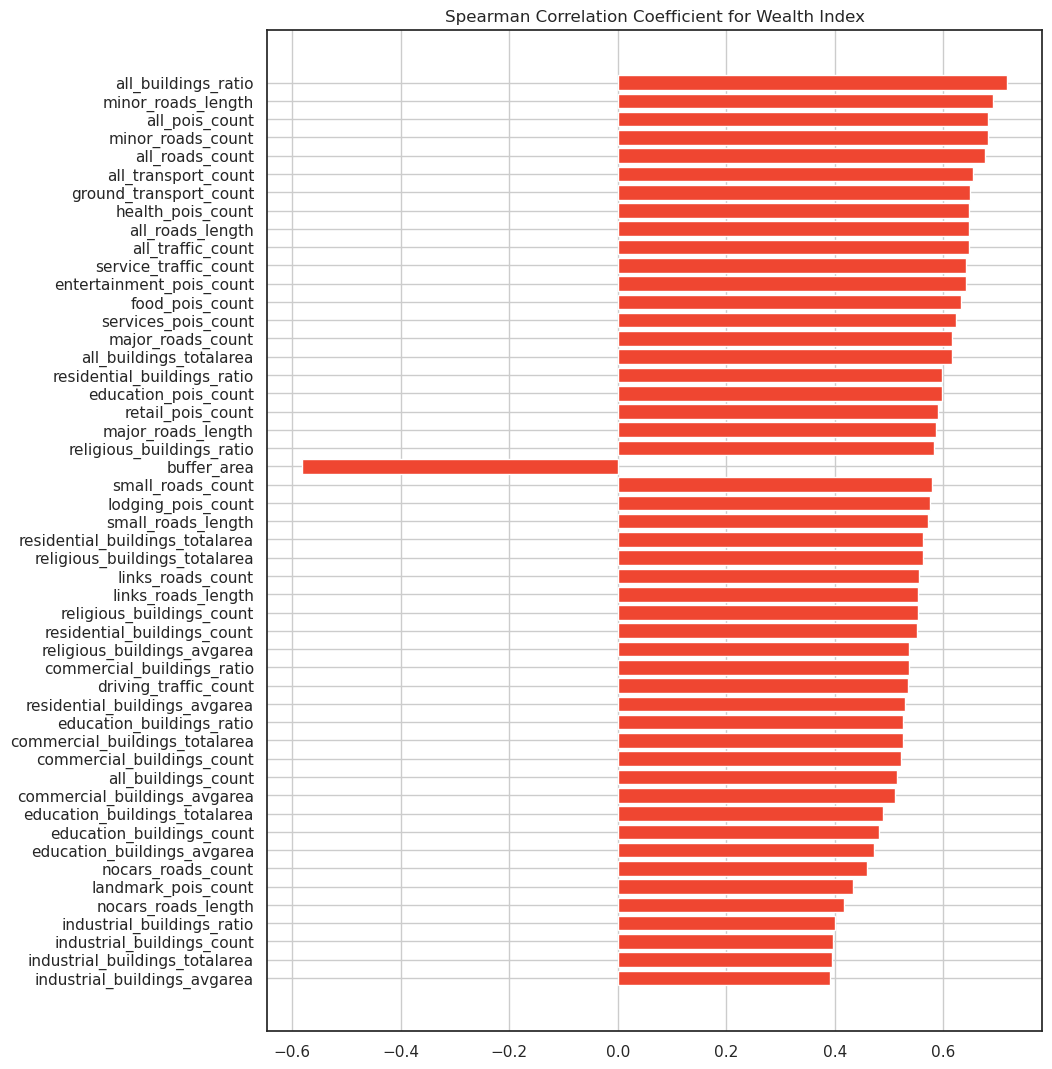 Spearman Correlation Coefficient for Wealth Index
all_buildings_ratio
minor_roads_length
all_pois_count
minor_roads_count
all_roads_count
all_transport_count
ground_transport_count
health_pois_count
all_roads_length
all_traffic_count
service_traffic_count
entertainment_pois_count
food_pois_count
services_pois_count
major_roads_count
all_buildings_totalarea
residential_buildings_ratio
education_pois_count
retail_pois_count
major_roads_length
religious_buildings_ratio
buffer_area
small_roads_count
lodging_pois_count
small_roads_length
residential_buildings_totalarea
religious_buildings_totalarea
links_roads_count
links_roads_length
religious_buildings_count
residential_buildings_count
religious_buildings_avgarea
commercial_buildings_ratio
driving_traffic_count
residential_buildings_avgarea
education_buildings_ratio
commercial_buildings_totalarea
commercial_buildings_count
all_buildings_count
commercial_buildings_avgarea
education_buildings_totalarea
education_buildings_count
education_buildings_avgarea
nocars_roads_count
landmark_pois_count
nocars_roads_length
industrial_buildings_ratio
industrial_buildings_count
industrial_buildings_totalarea
industrial_buildings_avgarea
−0.6 −0.4 −0.2 0.0 0.2 0.4 0.6